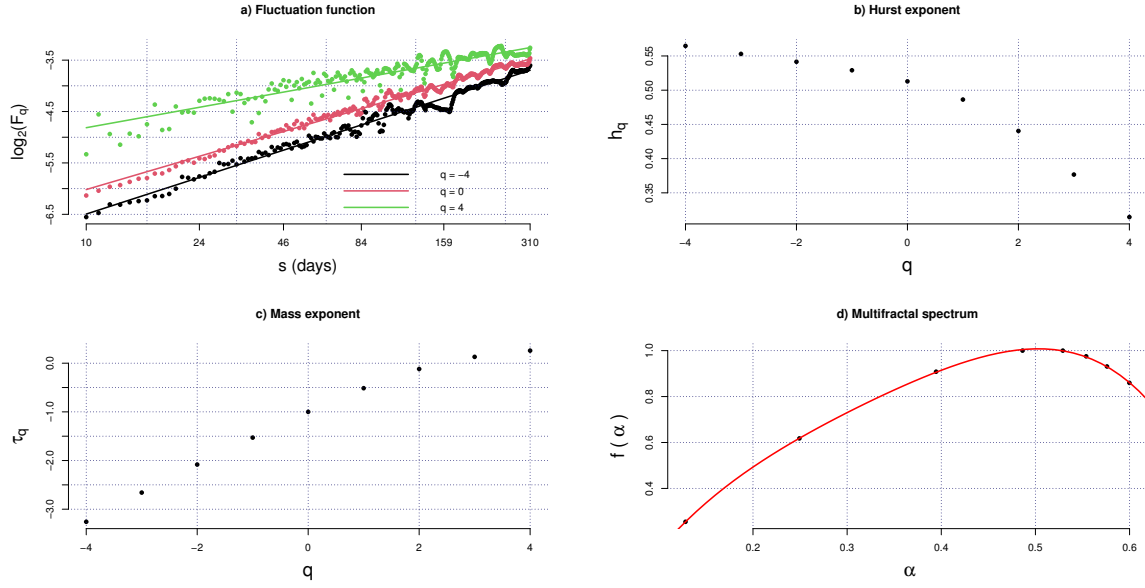 a) Fluctuation function
log₂(F_q)
−3.5
−4.5
−5.5
−6.5
q = −4
q = 0
q = 4
10 24 46 84 159 310
s (days)
b) Hurst exponent
h_q
0.55
0.50
0.45
0.40
0.35
−4 −2 0 2 4
q
c) Mass exponent
τ_q
0.0
−1.0
−2.0
−3.0
−4 −2 0 2 4
q
d) Multifractal spectrum
f ( α )
1.0
0.8
0.6
0.4
0.2 0.3 0.4 0.5 0.6
α